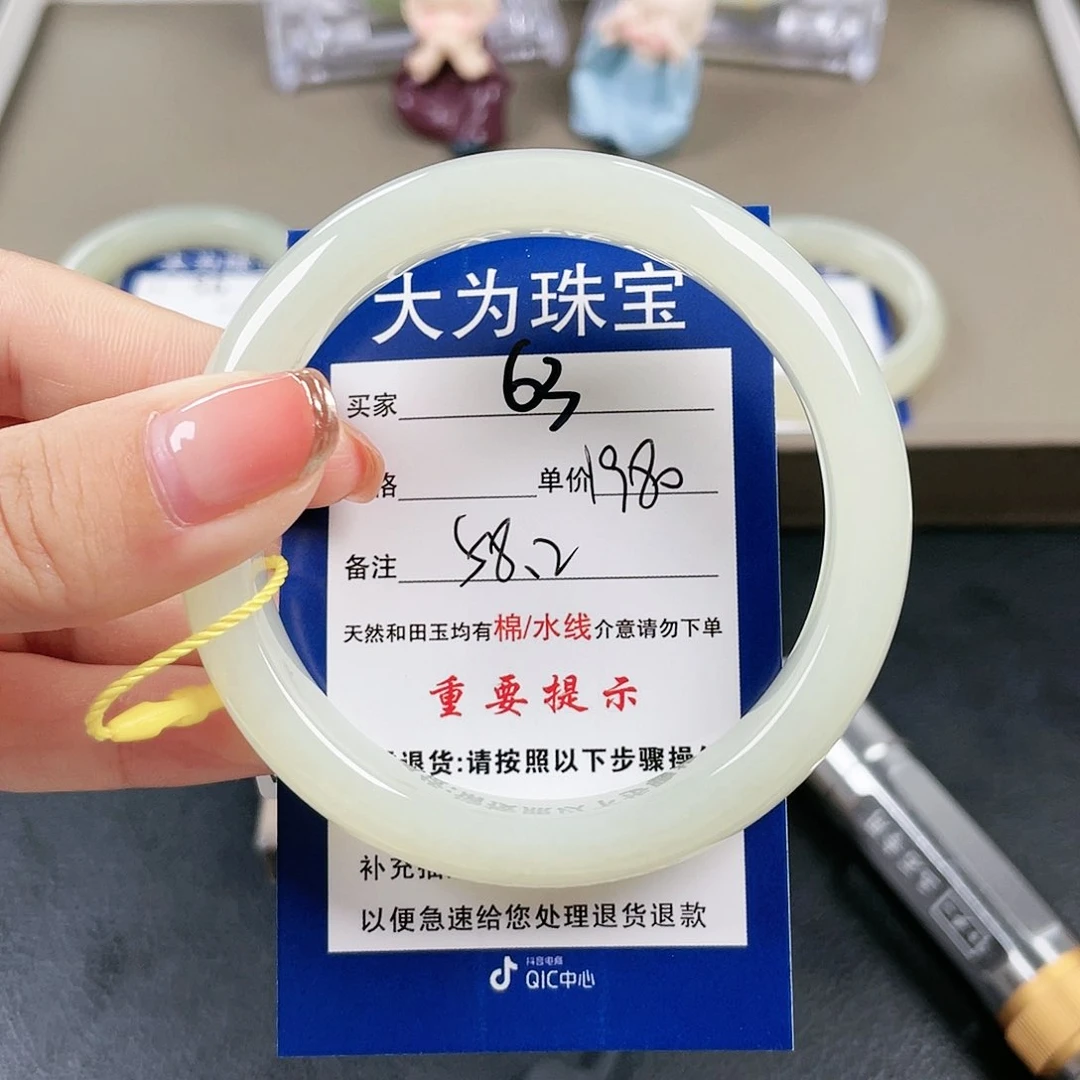 大为珠宝
买家 63
格 单价 1980
备注 58.2
天然和田玉均有棉/水线介意请勿下单
重要提示
退货:请按照以下步骤操
补充
以便急速给您处理退货退款
抖音电商
QIC中心